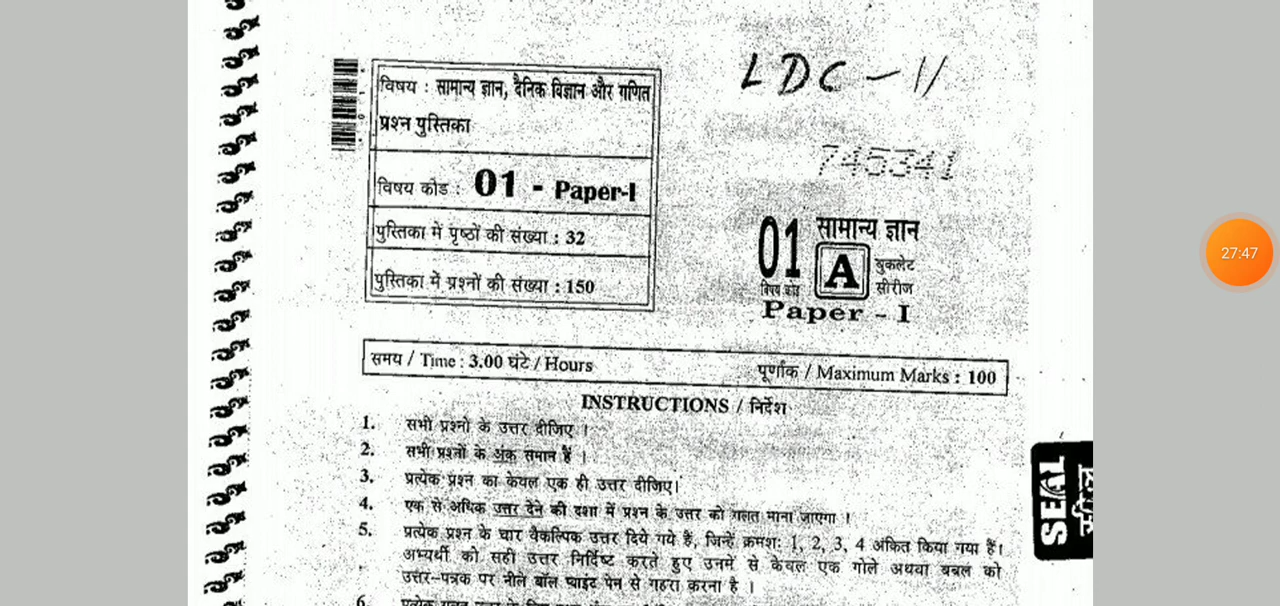 LDC - 11
विषय : सामान्य ज्ञान, दैनिक विज्ञान और गणित
प्रश्न पुस्तिका
745341
विषय कोड : 01 - Paper-I
पुस्तिका में पृष्ठों की संख्या : 32
पुस्तिका में प्रश्नों की संख्या : 150
01 सामान्य ज्ञान
विषय कोड A बुकलेट सीरीज
Paper - I
समय / Time : 3.00 घंटे / Hours पूर्णांक / Maximum Marks : 100
INSTRUCTIONS / निर्देश
1. सभी प्रश्नों के उत्तर दीजिए ।
2. सभी प्रश्नों के अंक समान हैं ।
3. प्रत्येक प्रश्न का केवल एक ही उत्तर दीजिए।
4. एक से अधिक उत्तर देने की दशा में प्रश्न के उत्तर को गलत माना जाएगा ।
5. प्रत्येक प्रश्न के चार वैकल्पिक उत्तर दिये गये हैं, जिन्हें क्रमशः 1, 2, 3, 4 अंकित किया गया है।
अभ्यर्थी को सही उत्तर निर्दिष्ट करते हुए उनमें से केवल एक गोले अथवा बबल को
उत्तर-पत्रक पर नीले बॉल प्वाइंट पेन से गहरा करना है ।
6.
SEAL
27:47